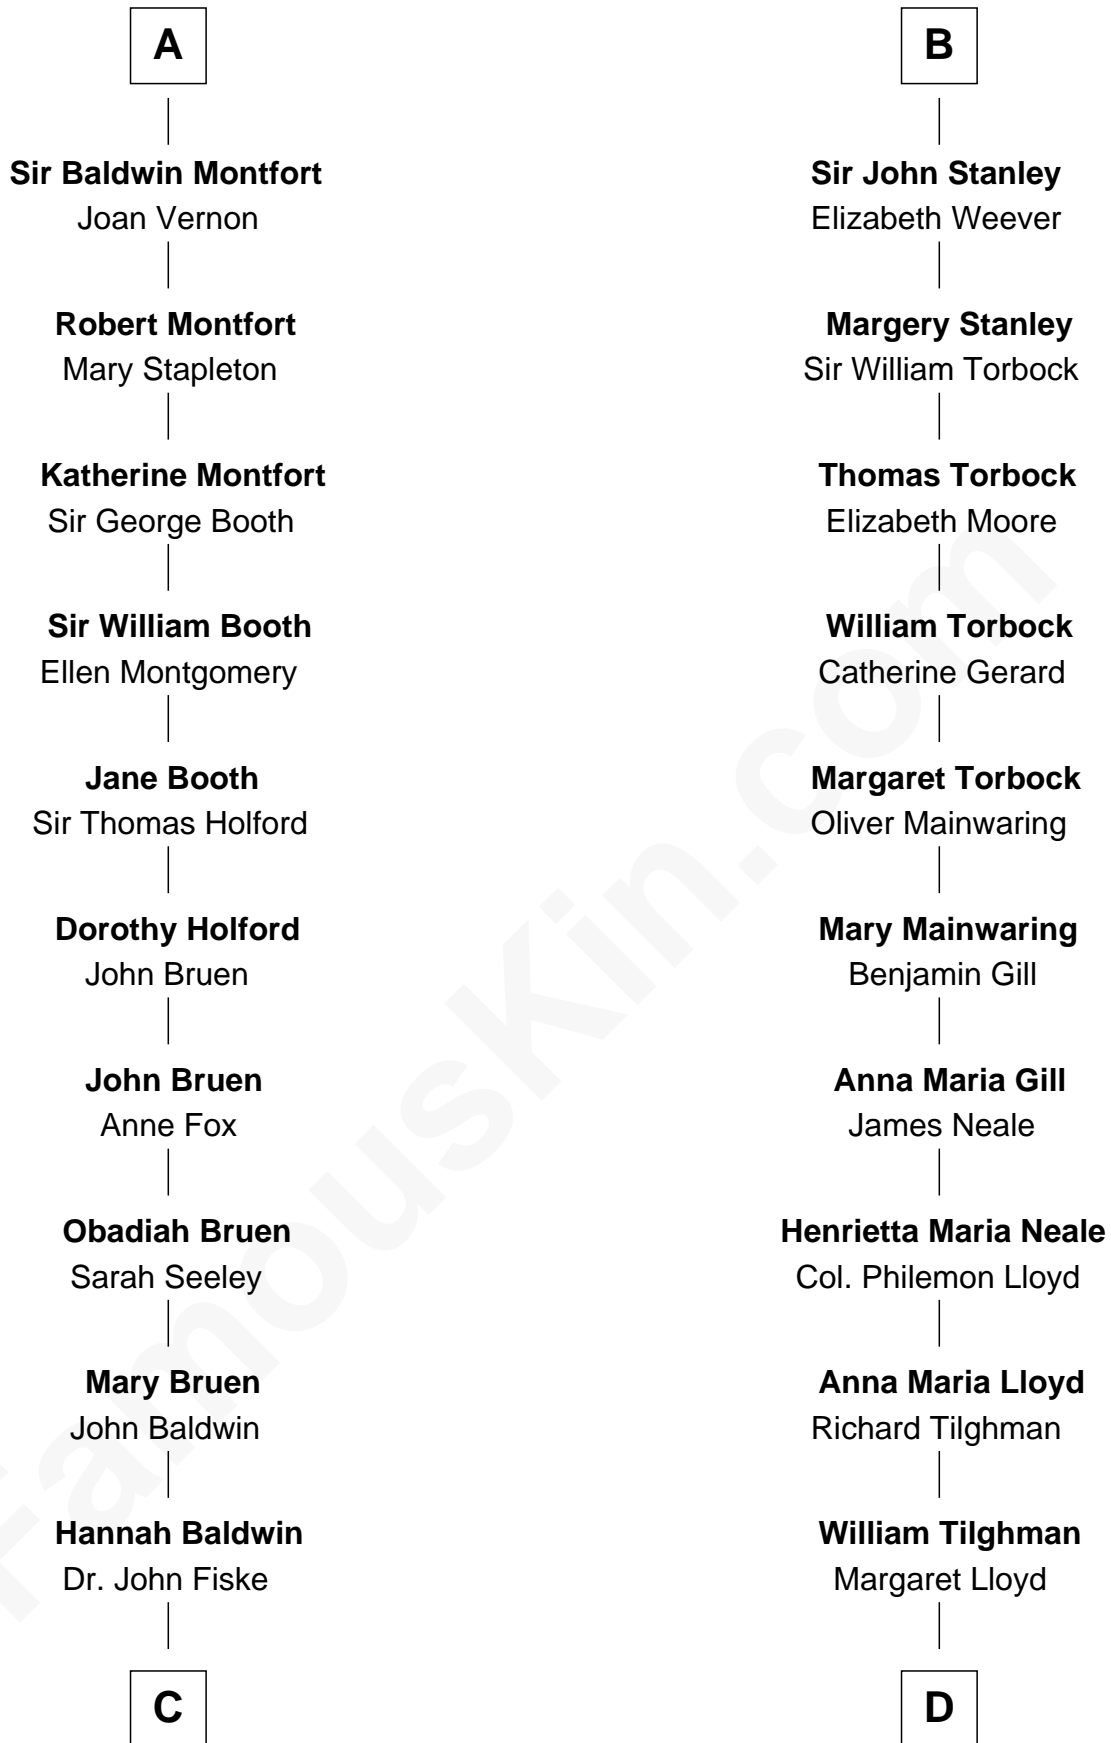 A
Sir Baldwin Montfort
Joan Vernon
Robert Montfort
Mary Stapleton
Katherine Montfort
Sir George Booth
Sir William Booth
Ellen Montgomery
Jane Booth
Sir Thomas Holford
Dorothy Holford
John Bruen
John Bruen
Anne Fox
Obadiah Bruen
Sarah Seeley
Mary Bruen
John Baldwin
Hannah Baldwin
Dr. John Fiske
C
B
Sir John Stanley
Elizabeth Weever
Margery Stanley
Sir William Torbock
Thomas Torbock
Elizabeth Moore
William Torbock
Catherine Gerard
Margaret Torbock
Oliver Mainwaring
Mary Mainwaring
Benjamin Gill
Anna Maria Gill
James Neale
Henrietta Maria Neale
Col. Philemon Lloyd
Anna Maria Lloyd
Richard Tilghman
William Tilghman
Margaret Lloyd
D
FamousKin.com